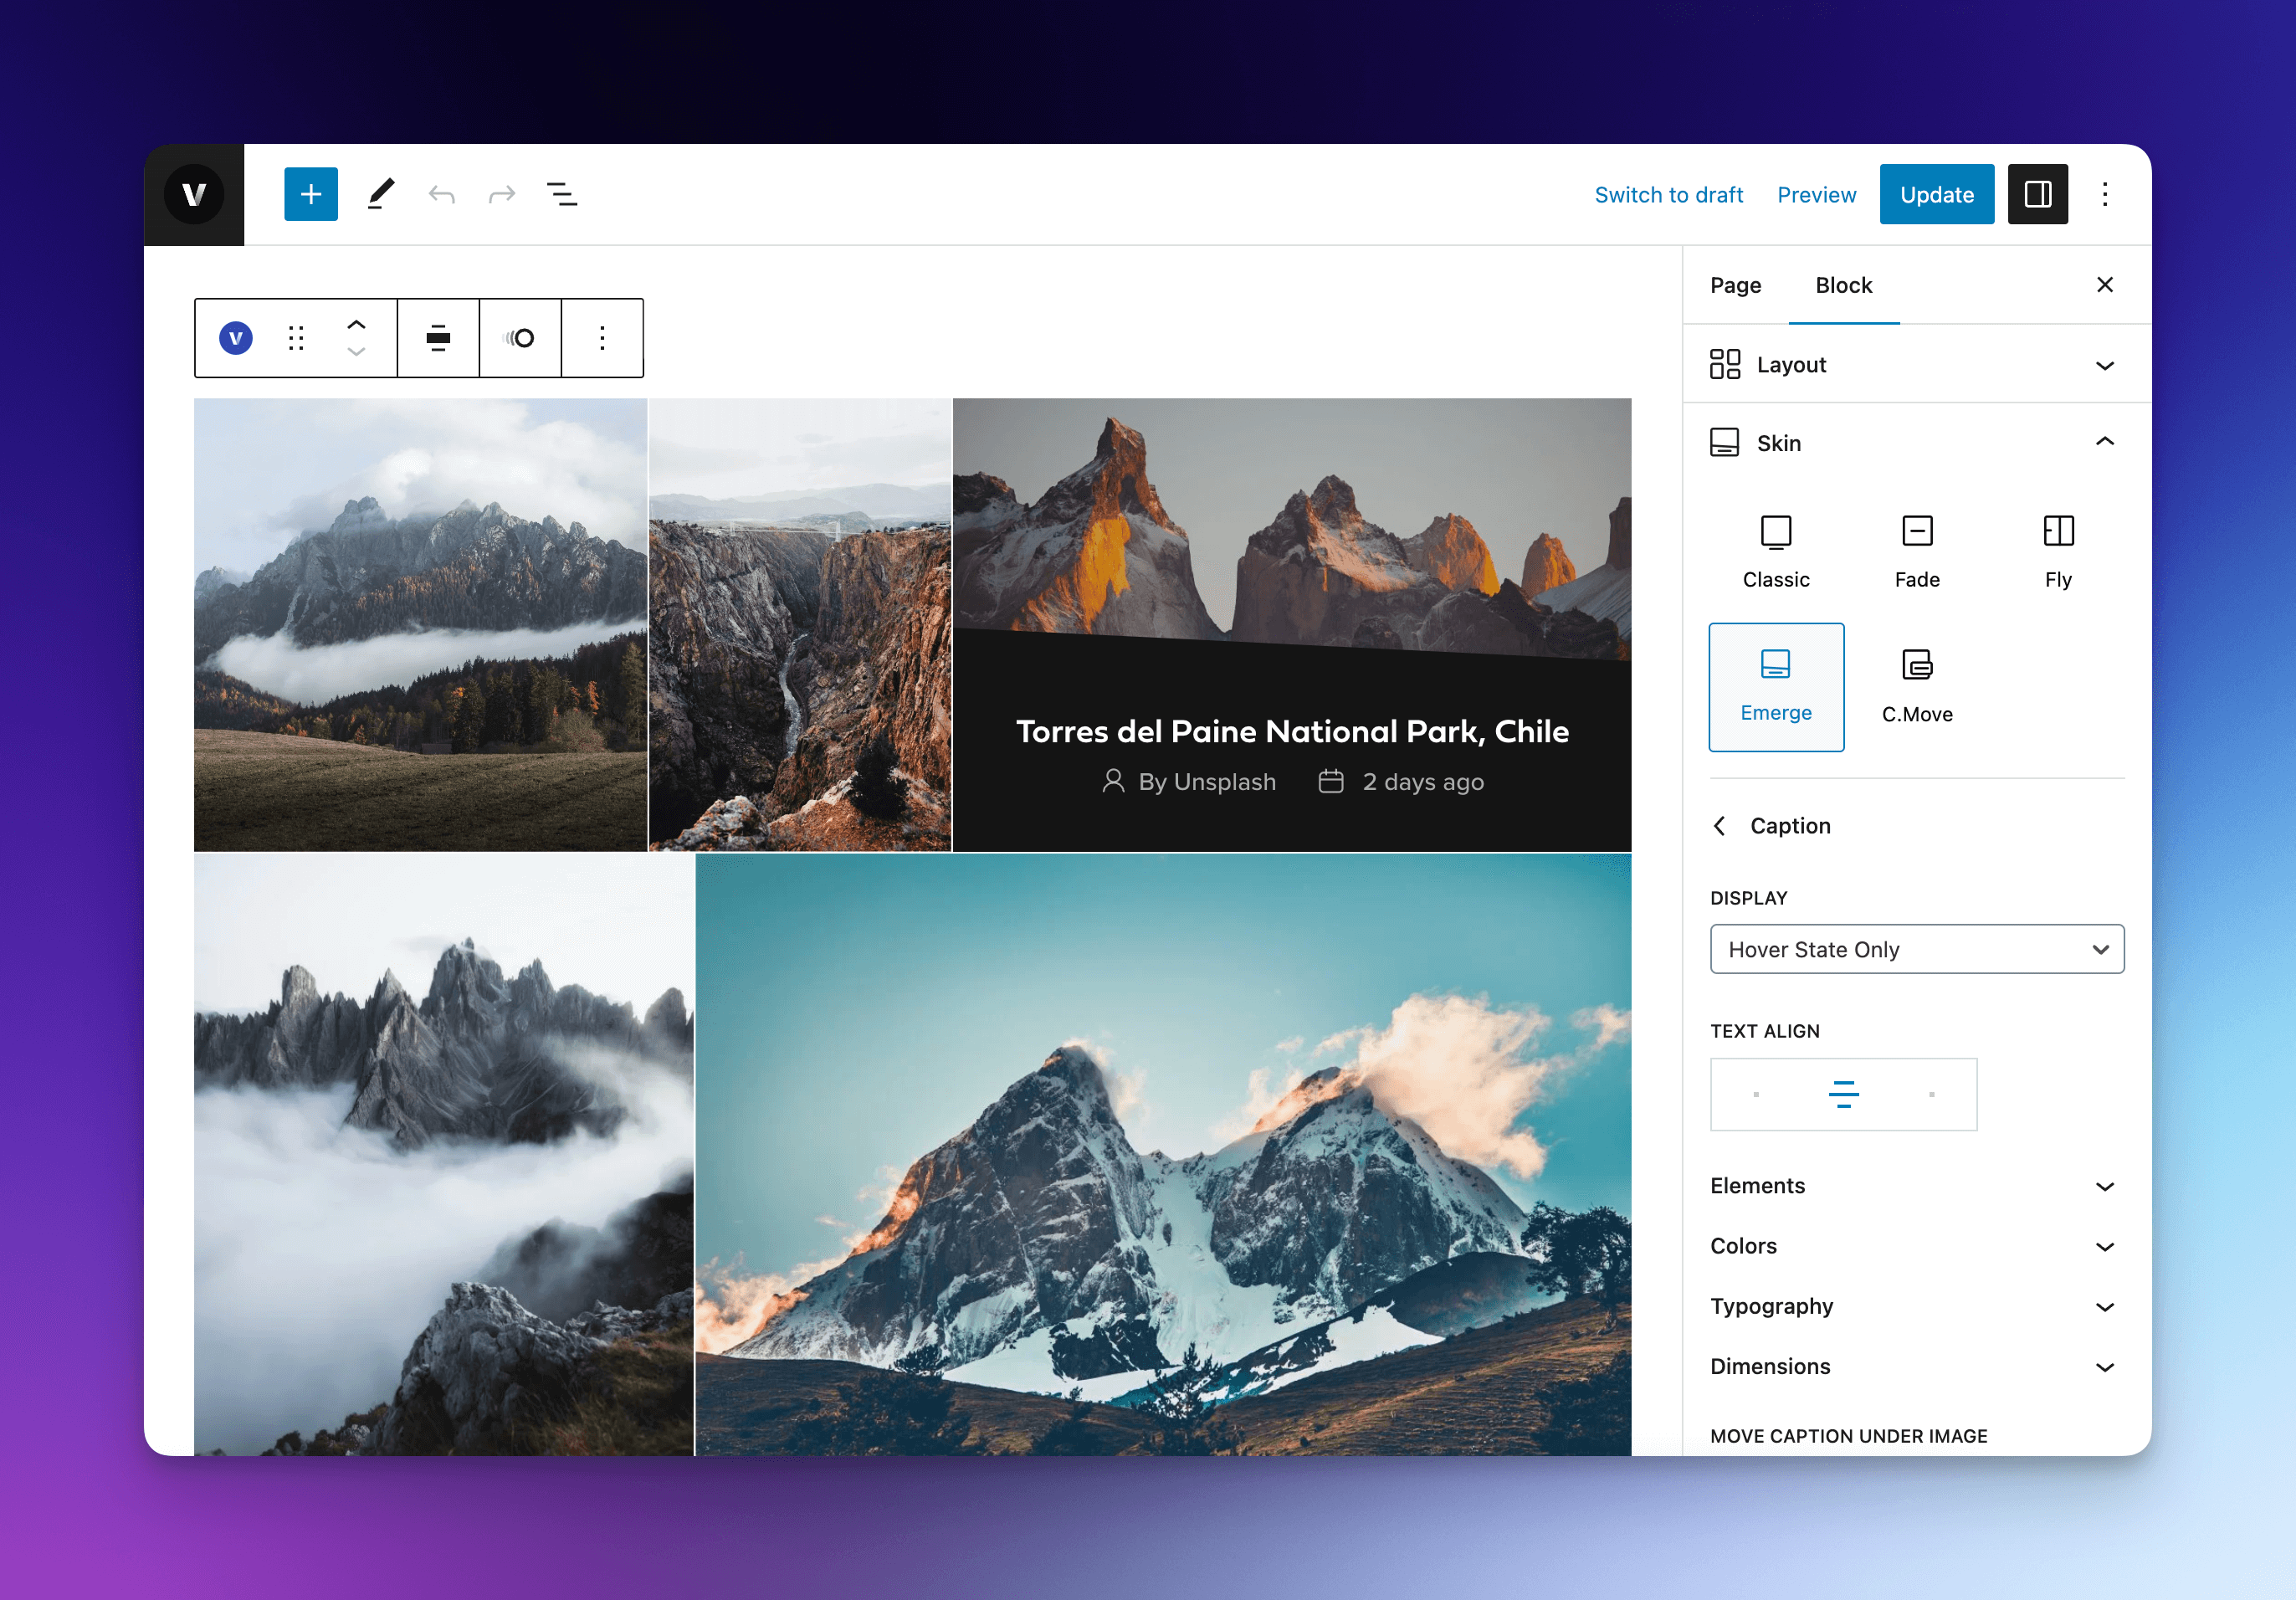 V
Switch to draft
Preview
Update
V
Page
Block
Layout
Skin
Classic
Fade
Fly
Emerge
C.Move
Torres del Paine National Park, Chile
By Unsplash
2 days ago
Caption
DISPLAY
Hover State Only
TEXT ALIGN
Elements
Colors
Typography
Dimensions
MOVE CAPTION UNDER IMAGE